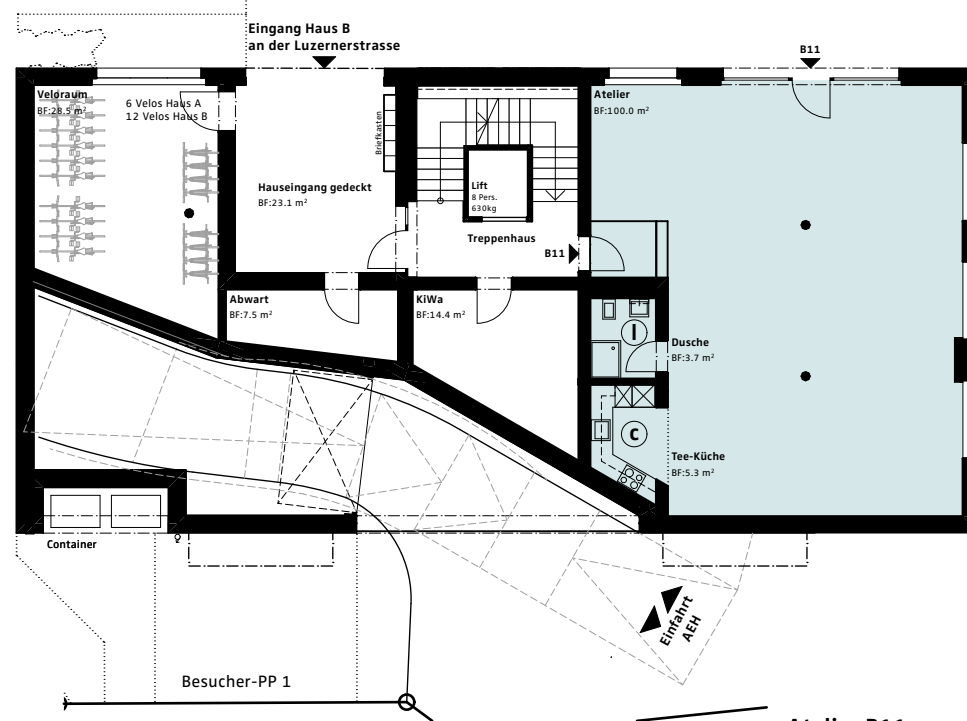 Eingang Haus B
an der Luzernerstrasse
B11
Veloraum
BF:28.5 m²
6 Velos Haus A
12 Velos Haus B
Briefkasten
Atelier
BF:100.0 m²
Hauseingang gedeckt
BF:23.1 m²
Lift
8 Pers.
630kg
Treppenhaus
B11
Abwart
BF:7.5 m²
KiWa
BF:14.4 m²
I
Dusche
BF:3.7 m²
C
Tee-Küche
BF:5.3 m²
Container
Einfahrt
AEH
Besucher-PP 1
Atelier B11